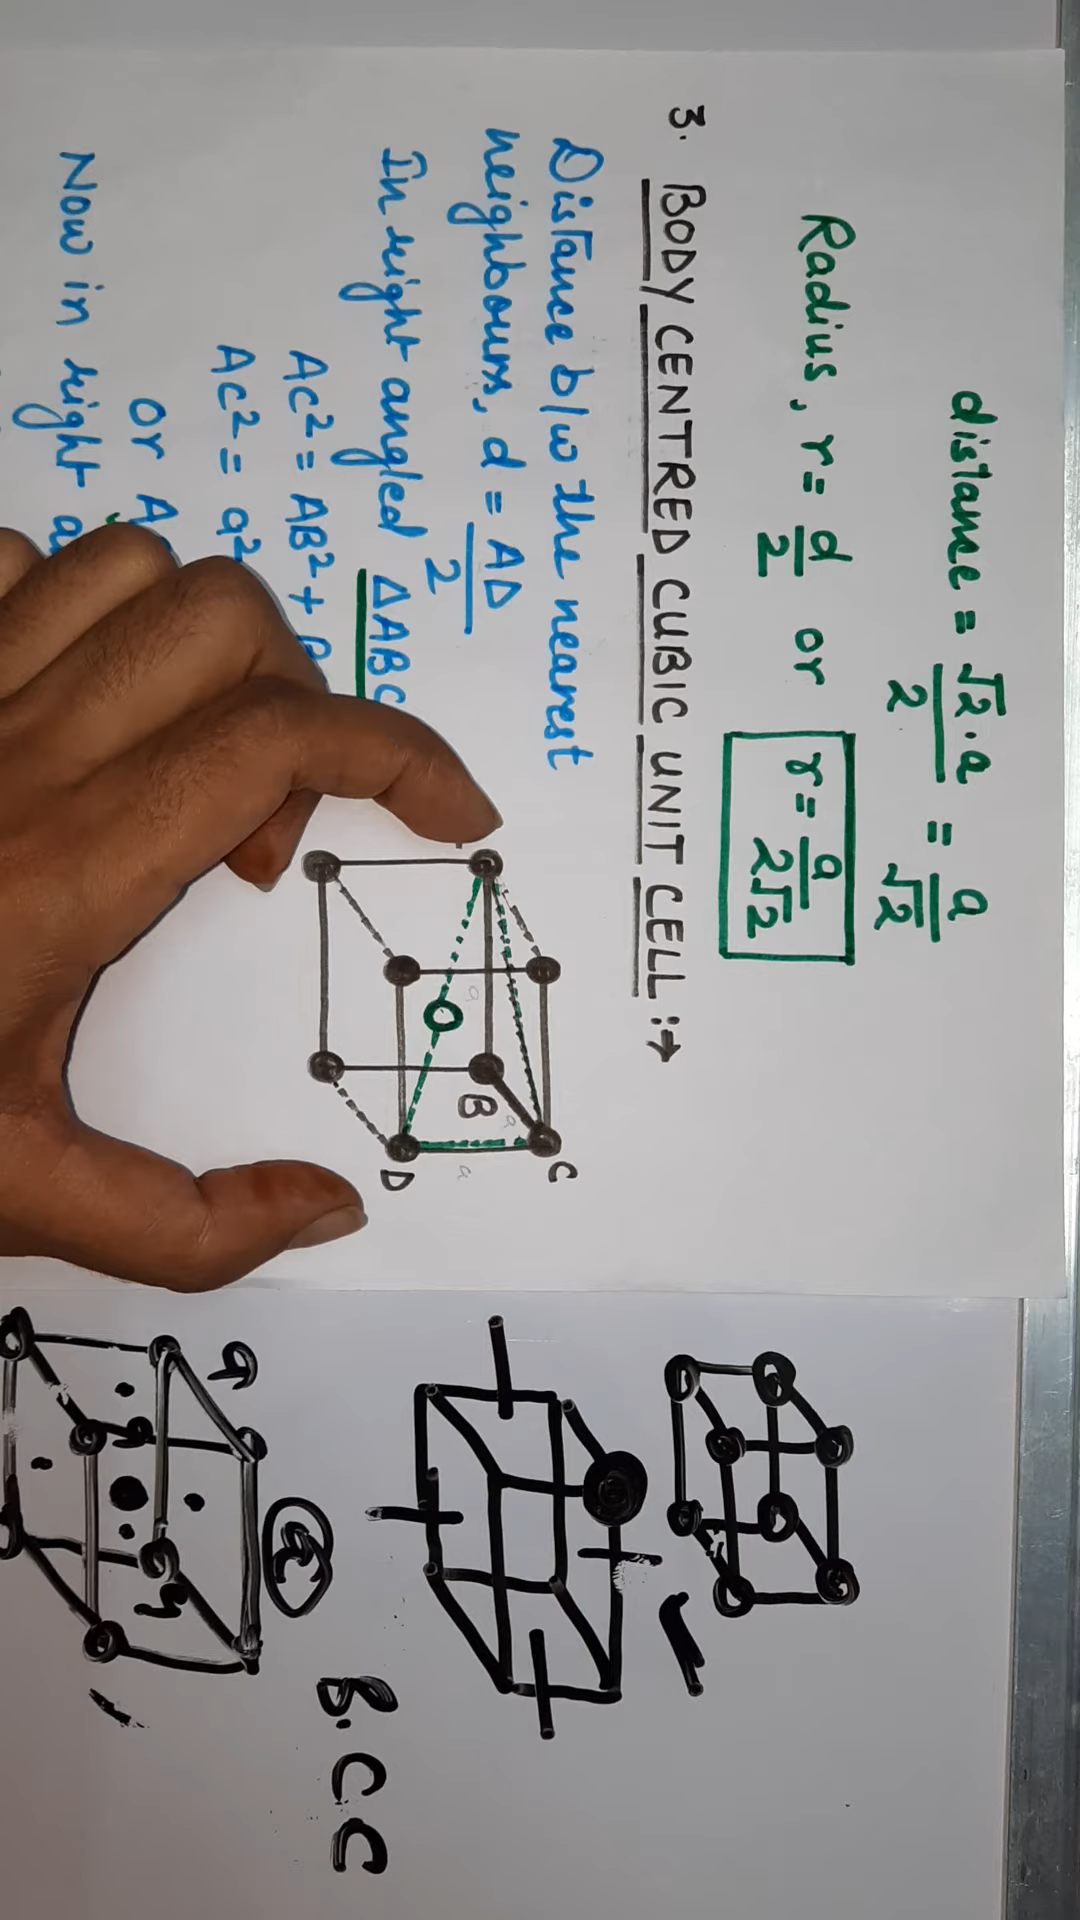 distance = √2.a/2 = a/√2
Radius, r = d/2 or r = a/2√2
3. BODY CENTRED CUBIC UNIT CELL :→
Distance b/w the nearest
neighbours, d = AD/2
In right angled ΔABC
AC² = AB² +
AC² = a²
or
Now in right
a
B
a
C
a
D
B.C.C